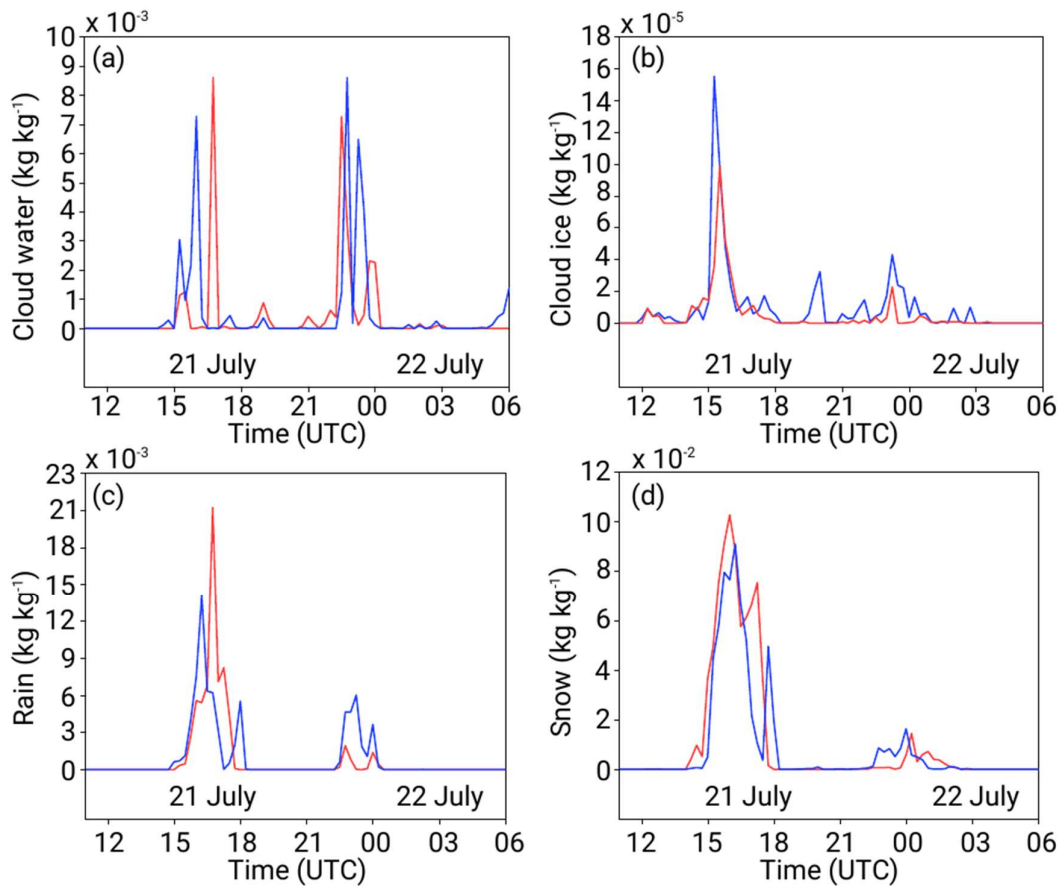 x 10⁻³
(a)
Cloud water (kg kg⁻¹)
10
9
8
7
6
5
4
3
2
1
0
21 July 22 July
12 15 18 21 00 03 06
Time (UTC)
x 10⁻⁵
(b)
Cloud ice (kg kg⁻¹)
18
16
14
12
10
8
6
4
2
0
21 July 22 July
12 15 18 21 00 03 06
Time (UTC)
x 10⁻³
(c)
Rain (kg kg⁻¹)
23
21
18
15
12
9
6
3
0
21 July 22 July
12 15 18 21 00 03 06
Time (UTC)
x 10⁻²
(d)
Snow (kg kg⁻¹)
12
10
8
6
4
2
0
21 July 22 July
12 15 18 21 00 03 06
Time (UTC)